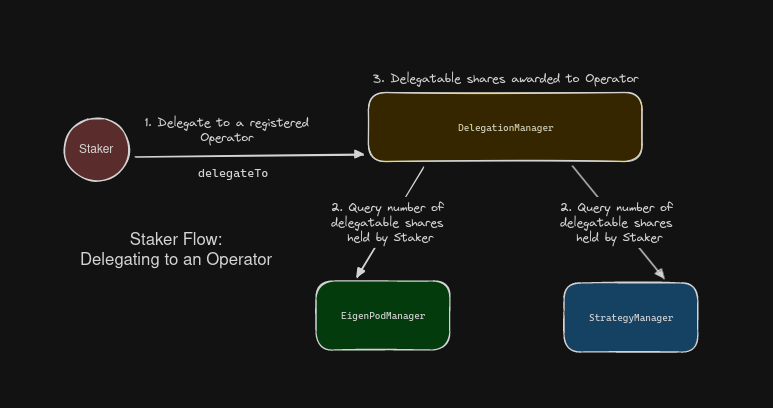 3. Delegatable shares awarded to Operator
DelegationManager
1. Delegate to a registered
Operator
Staker
delegateTo
2. Query number of
delegatable shares
held by Staker
2. Query number of
delegatable shares
held by Staker
Staker Flow:
Delegating to an Operator
EigenPodManager
StrategyManager